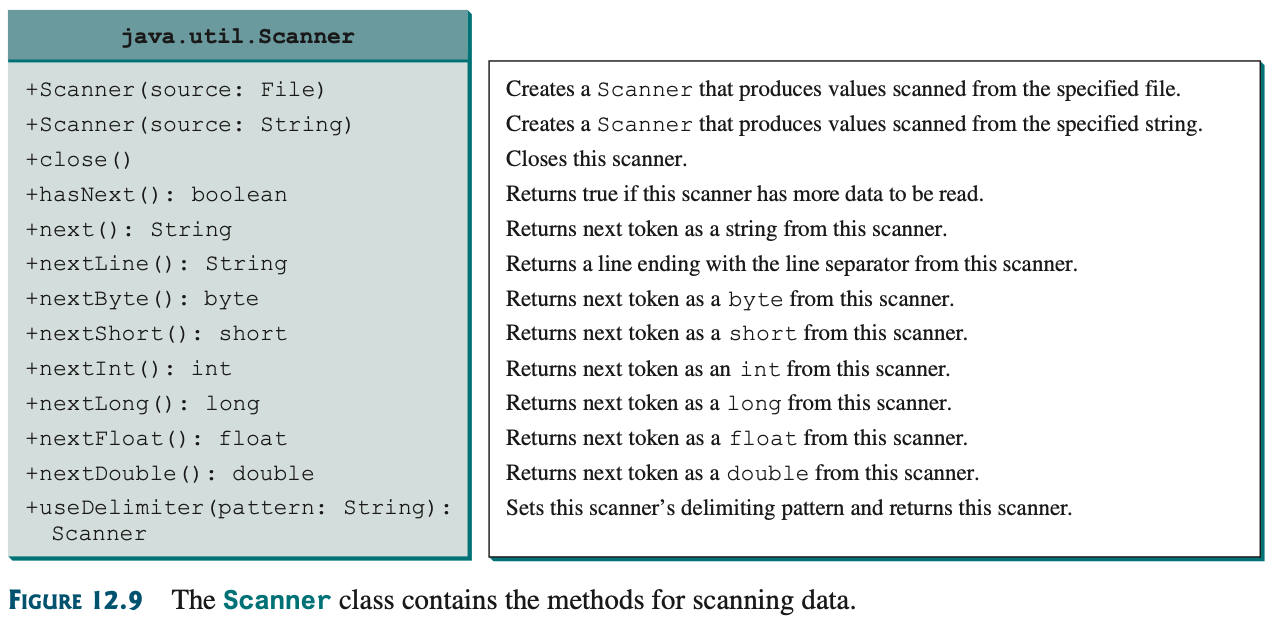 java.util.Scanner
+Scanner(source: File) Creates a Scanner that produces values scanned from the specified file.
+Scanner(source: String) Creates a Scanner that produces values scanned from the specified string.
+close() Closes this scanner.
+hasNext(): boolean Returns true if this scanner has more data to be read.
+next(): String Returns next token as a string from this scanner.
+nextLine(): String Returns a line ending with the line separator from this scanner.
+nextByte(): byte Returns next token as a byte from this scanner.
+nextShort(): short Returns next token as a short from this scanner.
+nextInt(): int Returns next token as an int from this scanner.
+nextLong(): long Returns next token as a long from this scanner.
+nextFloat(): float Returns next token as a float from this scanner.
+nextDouble(): double Returns next token as a double from this scanner.
+useDelimiter(pattern: String): Sets this scanner’s delimiting pattern and returns this scanner.
Scanner
FIGURE 12.9 The Scanner class contains the methods for scanning data.